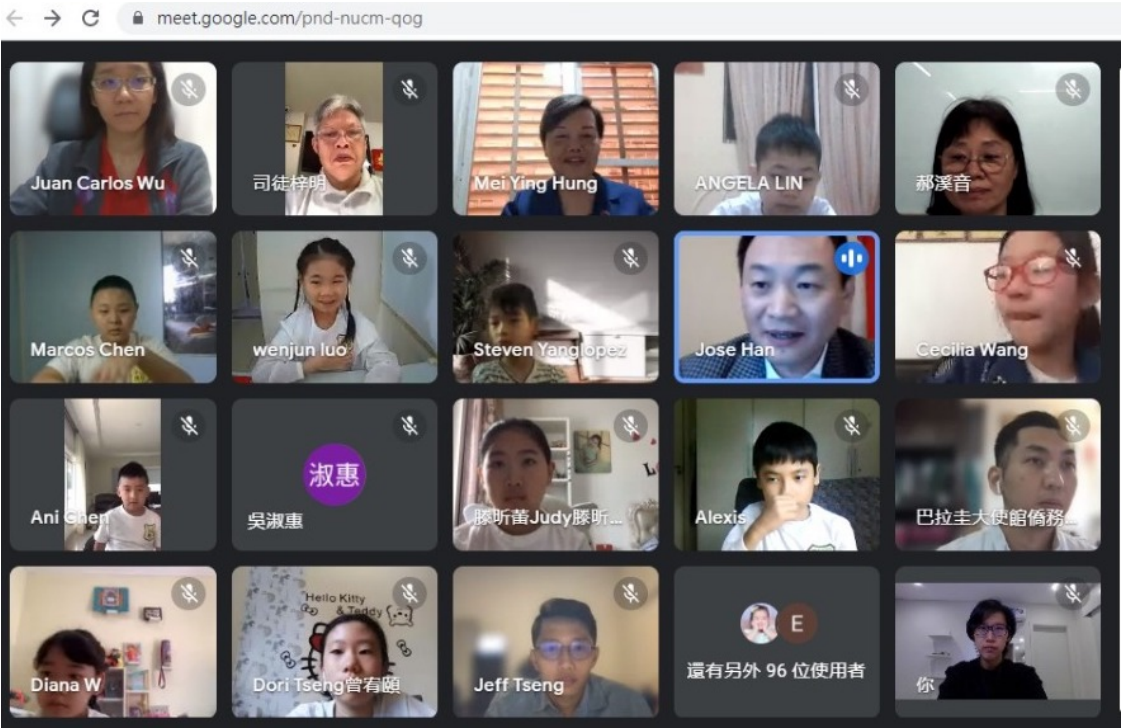 meet.google.com/pnd-nucm-qog
Juan Carlos Wu
司徒梓明
Mei Ying Hung
ANGELA LIN
郝溪音
Marcos Chen
wenjun luo
Steven Yanglopez
Jose Han
Cecilia Wang
Ani Chen
淑惠
吳淑惠
滕昕蕾Judy滕昕...
Alexis
巴拉圭大使館僑務...
Diana W
Hello Kitty
& Teddy
Dori Tseng曾宥頤
Jeff Tseng
E
還有另外 96 位使用者
你